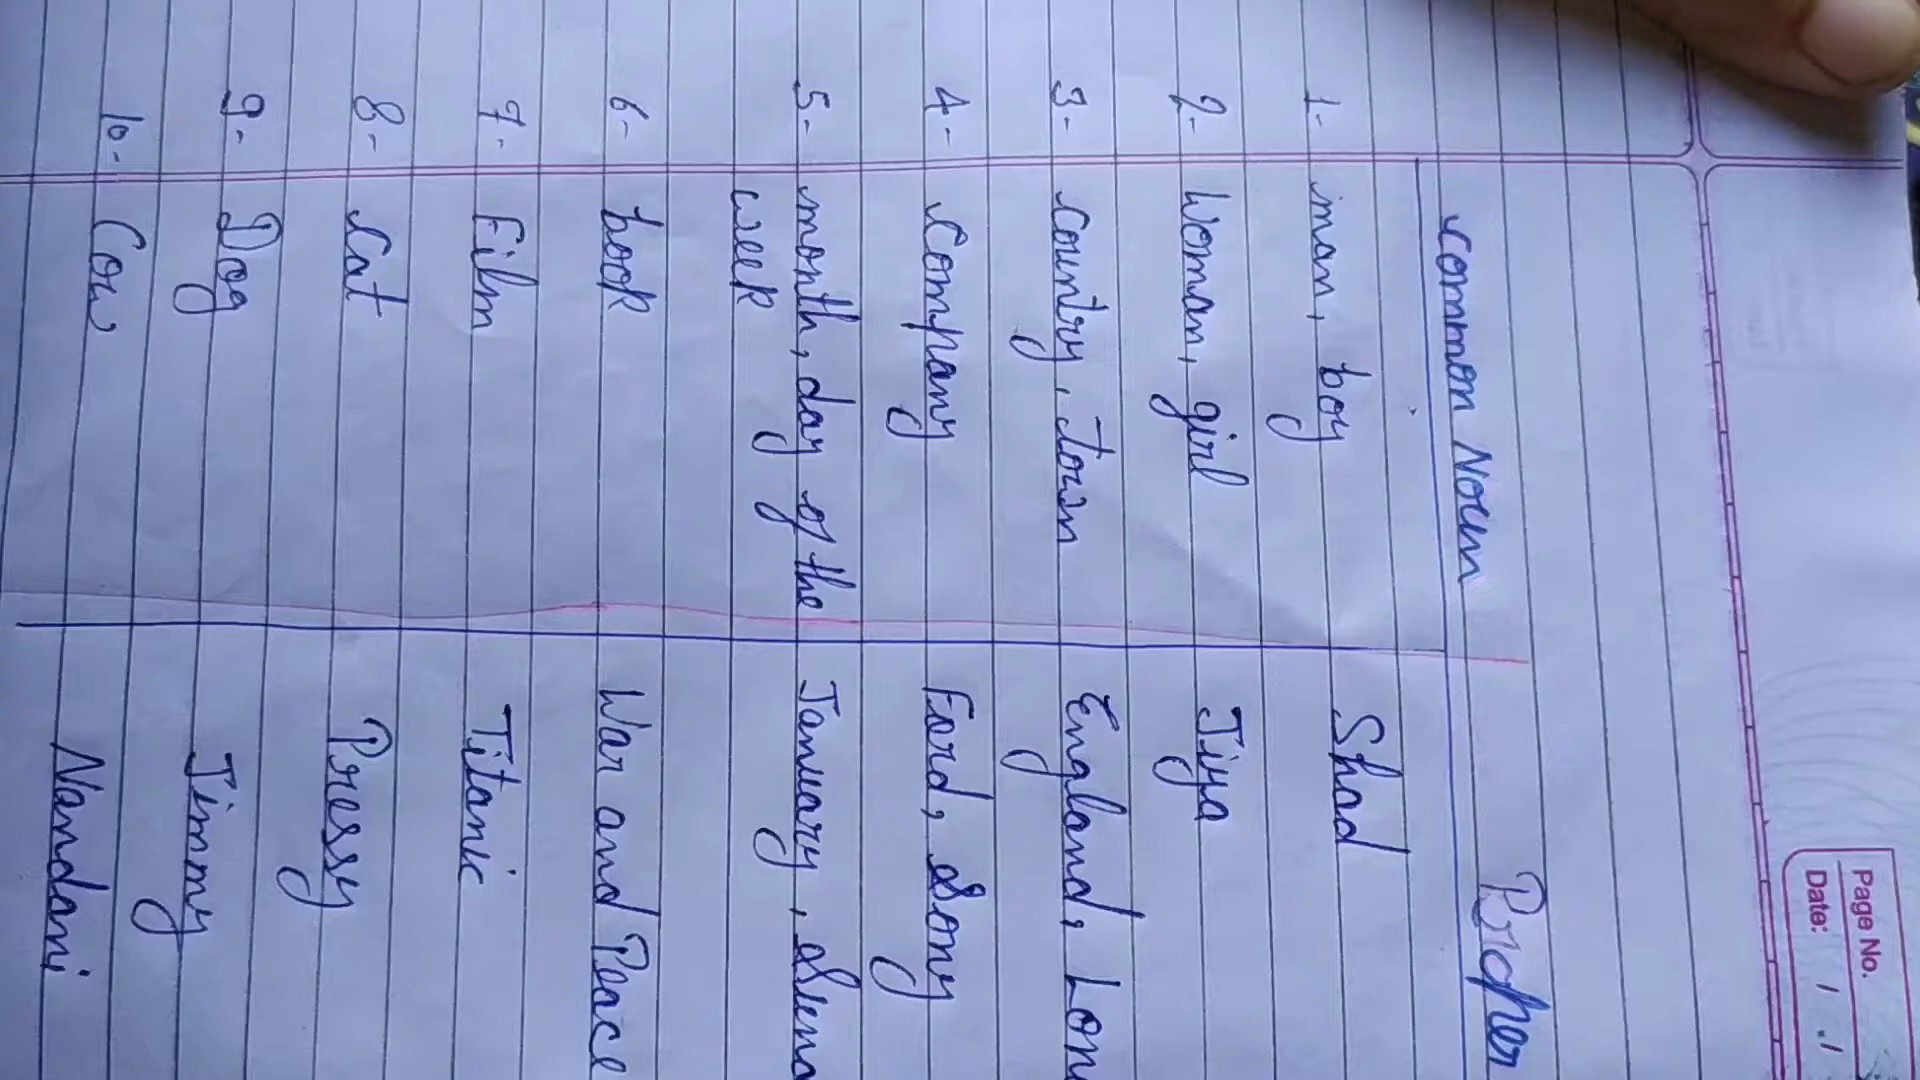 Page No.
Date: / /
Common Noun Proper
1- man, boy Shad
2- Woman, girl Jiya
3- country, town England, Lon
4- Company Ford, Sony
5- month, day of the January, Sun
week
6- book War and Peace
7- Film Titanic
8- Cat Pressy
9- Dog Jimmy
10- Cow Nandani